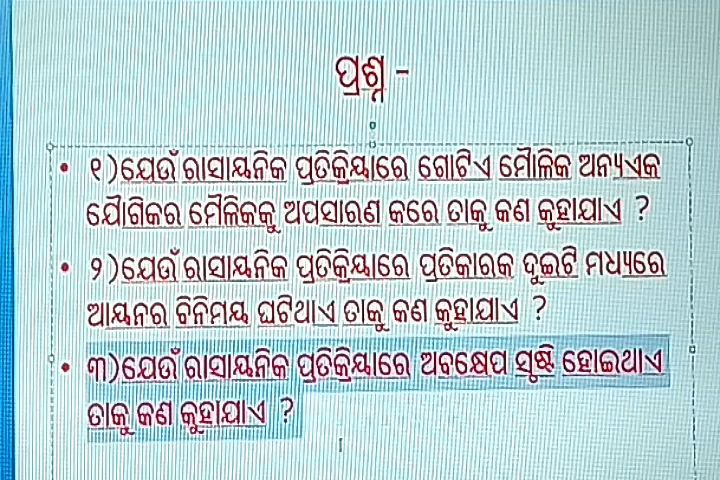 ପ୍ରଶ୍ନ -
• ୧)ଯେଉଁ ରାସାୟନିକ ପ୍ରତିକ୍ରିୟାରେ ଗୋଟିଏ ମୌଳିକ ଅନ୍ୟଏକ
ଯୌଗିକର ମୌଳିକକୁ ଅପସାରଣ କରେ ତାକୁ କଣ କୁହାଯାଏ ?
• ୨)ଯେଉଁ ରାସାୟନିକ ପ୍ରତିକ୍ରିୟାରେ ପ୍ରତିକାରକ ଦୁଇଟି ମଧ୍ୟରେ
ଆୟନର ବିନିମୟ ଘଟିଥାଏ ତାକୁ କଣ କୁହାଯାଏ ?
• ୩)ଯେଉଁ ରାସାୟନିକ ପ୍ରତିକ୍ରିୟାରେ ଅବକ୍ଷେପ ସୃଷ୍ଟି ହୋଇଥାଏ
ତାକୁ କଣ କୁହାଯାଏ ?